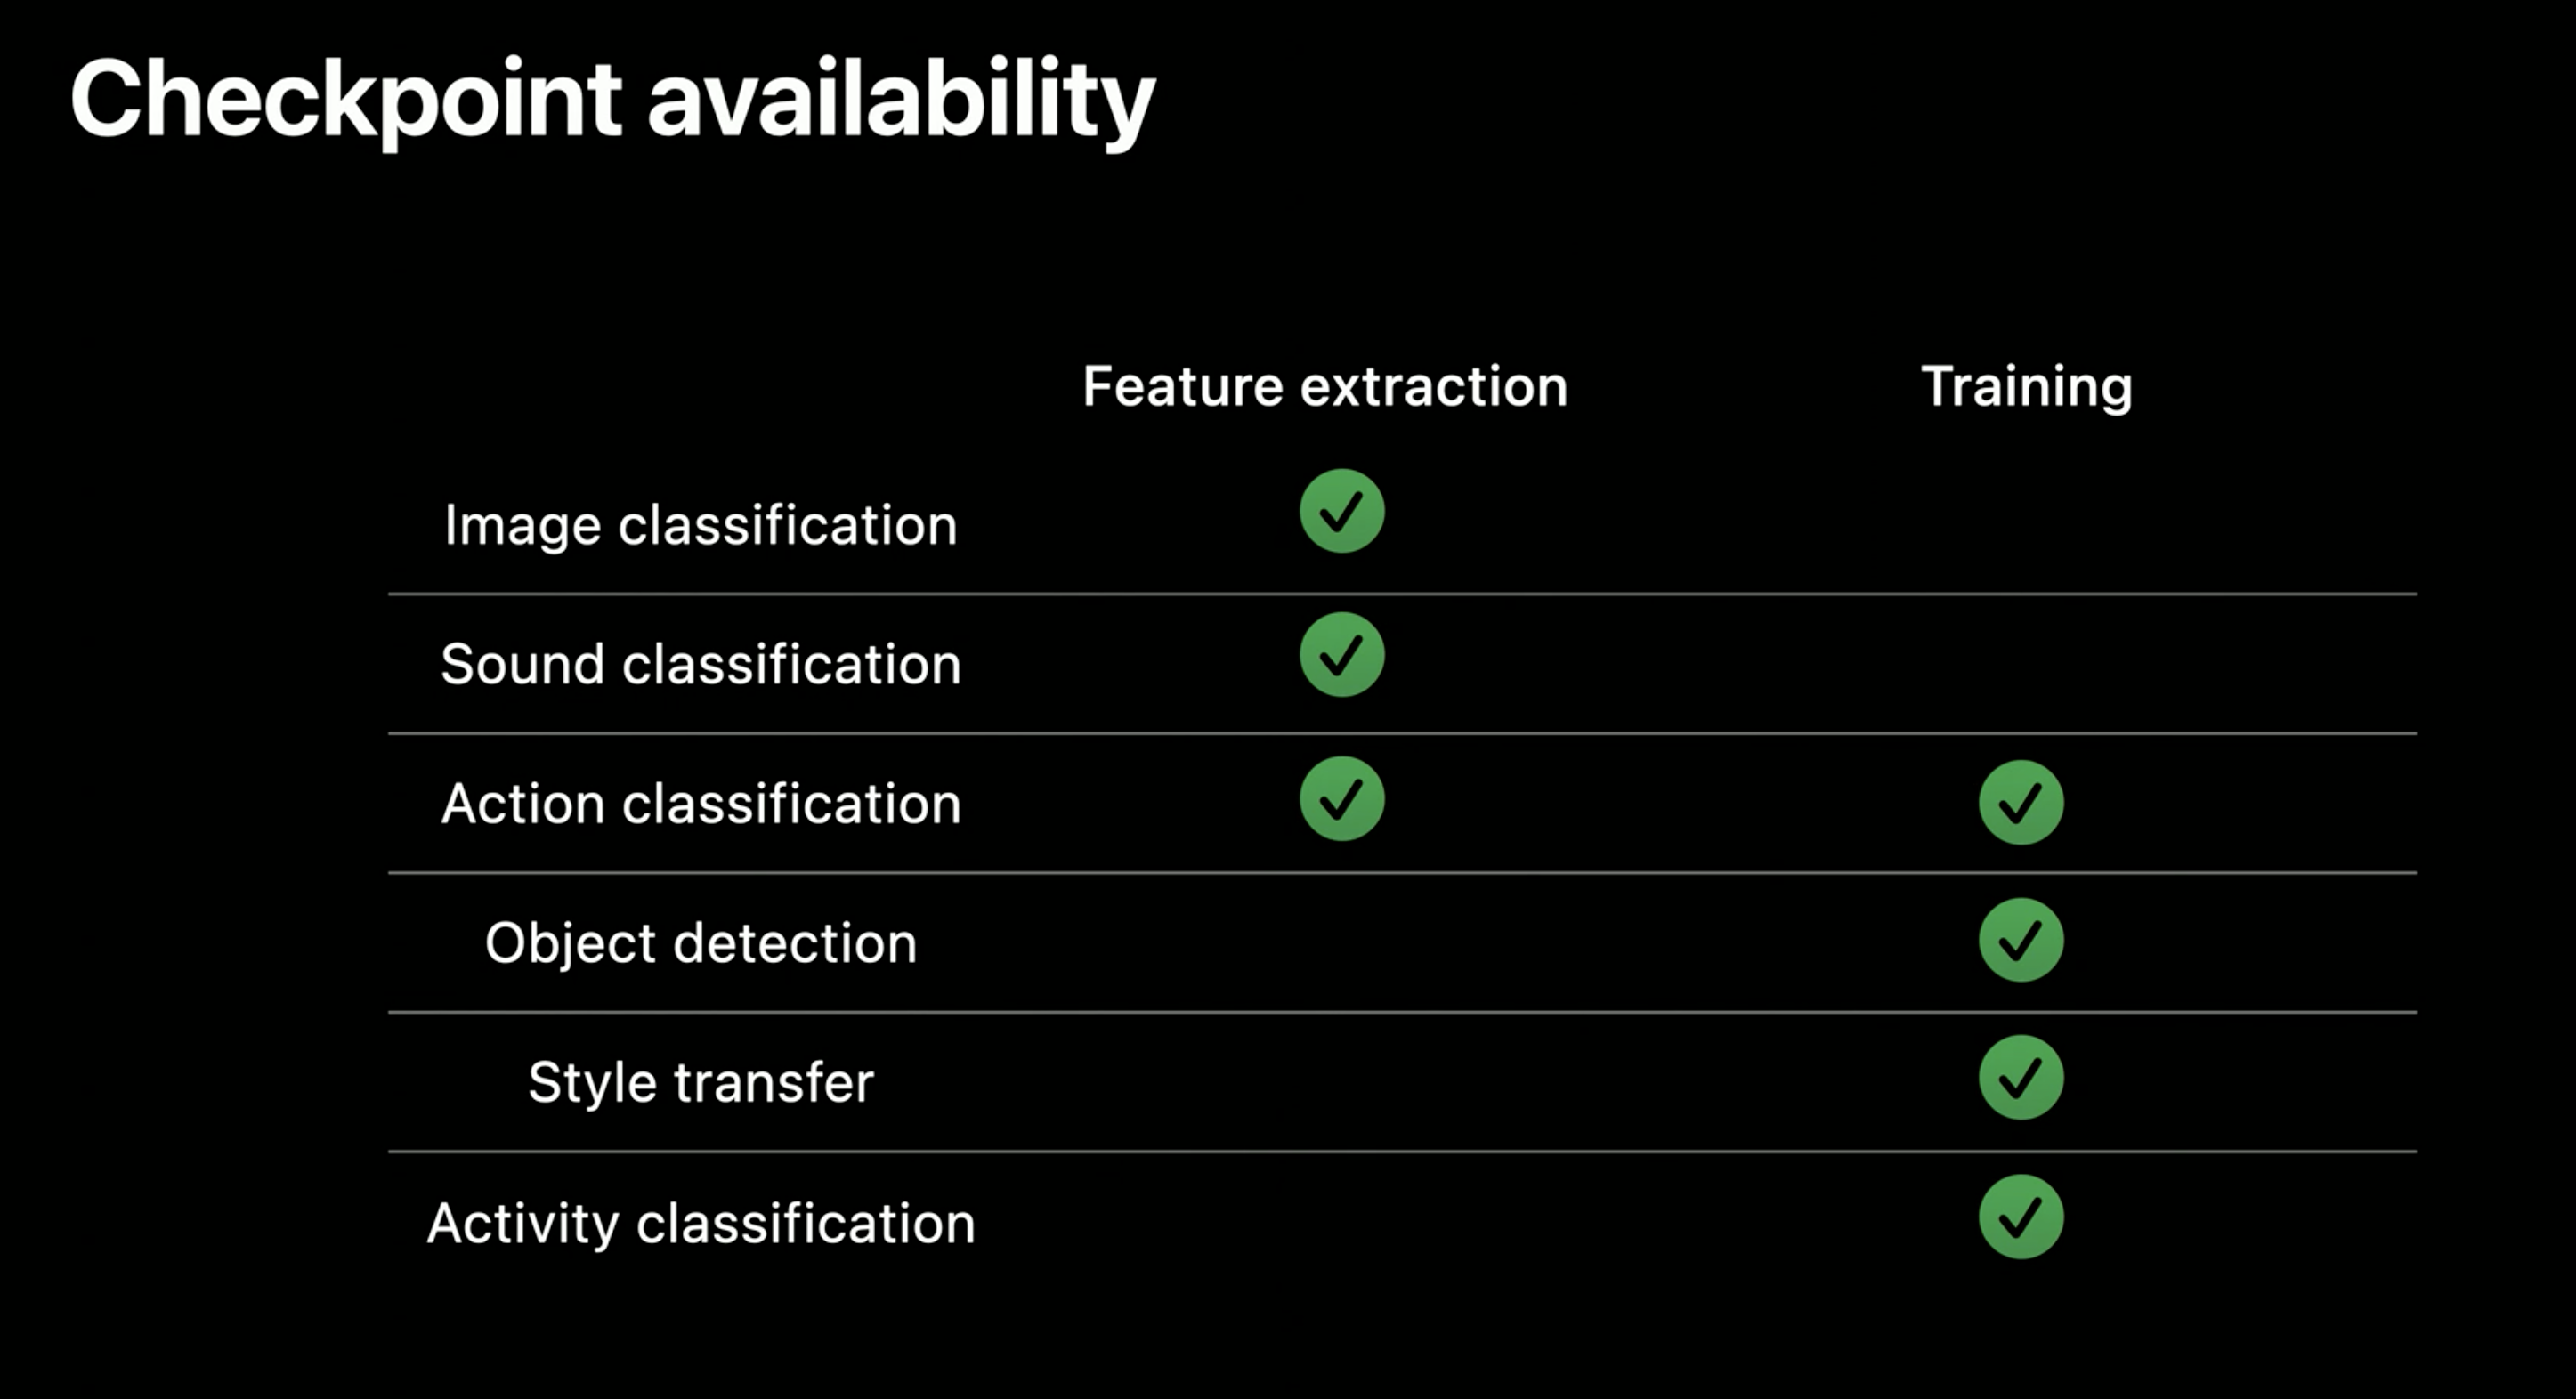 Checkpoint availability
Feature extraction Training
Image classification
Sound classification
Action classification
Object detection
Style transfer
Activity classification